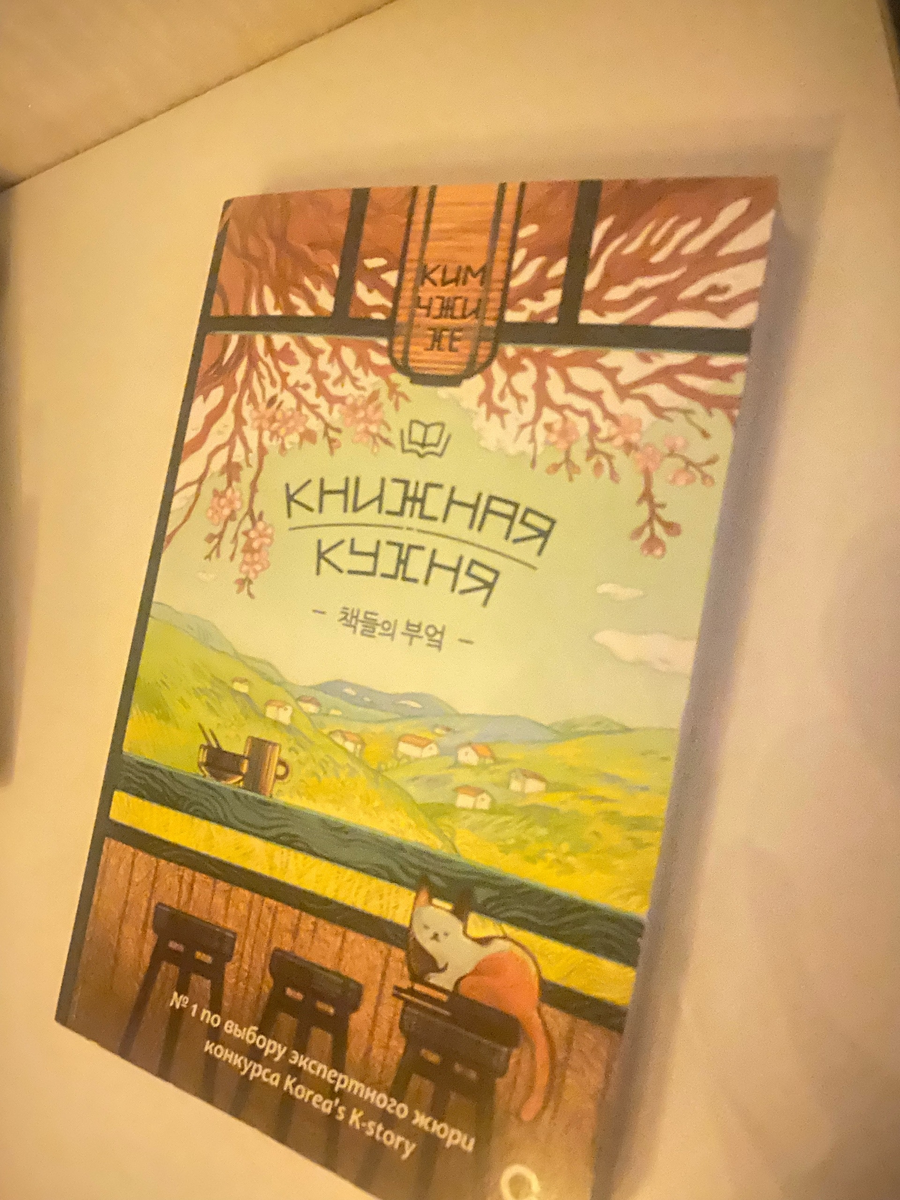 КИМ
ЧЖИ
ХЕ
КНИЖНАЯ
КУХНЯ
– 책들의 부엌 –
№ 1 по выбору экспертного жюри
конкурса Korea's K-story